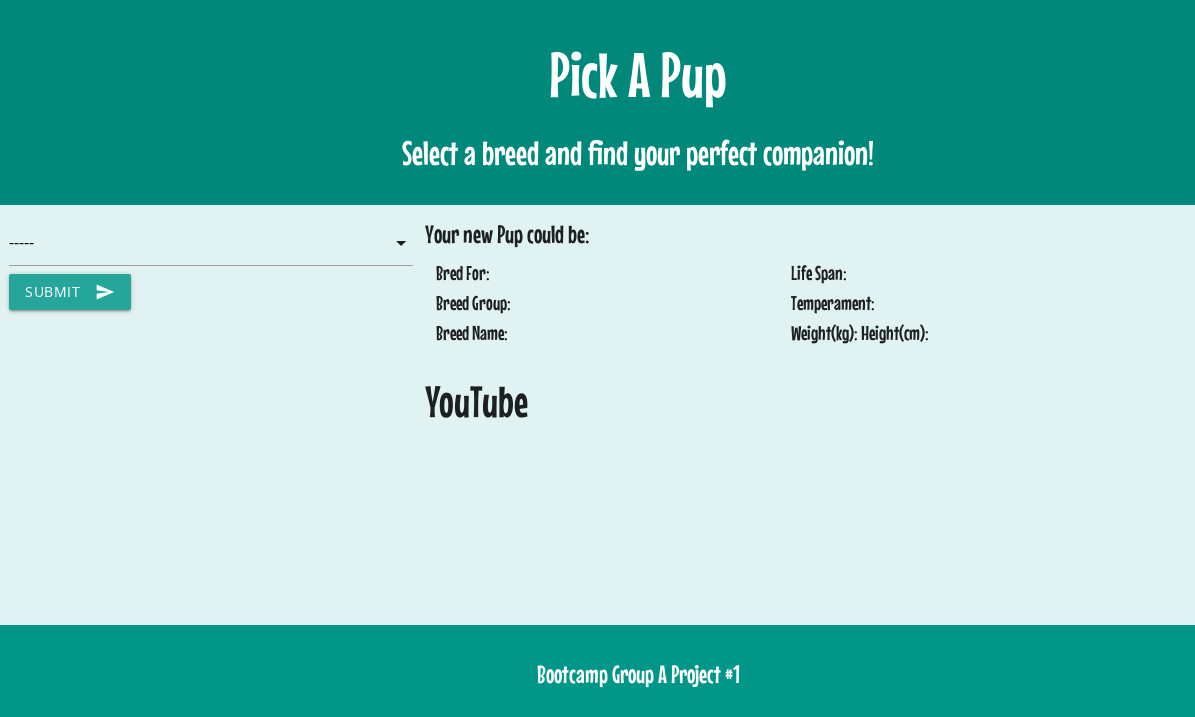 Pick A Pup
Select a breed and find your perfect companion!
-----
SUBMIT
Your new Pup could be:
Bred For:
Breed Group:
Breed Name:
Life Span:
Temperament:
Weight(kg): Height(cm):
YouTube
Bootcamp Group A Project #1